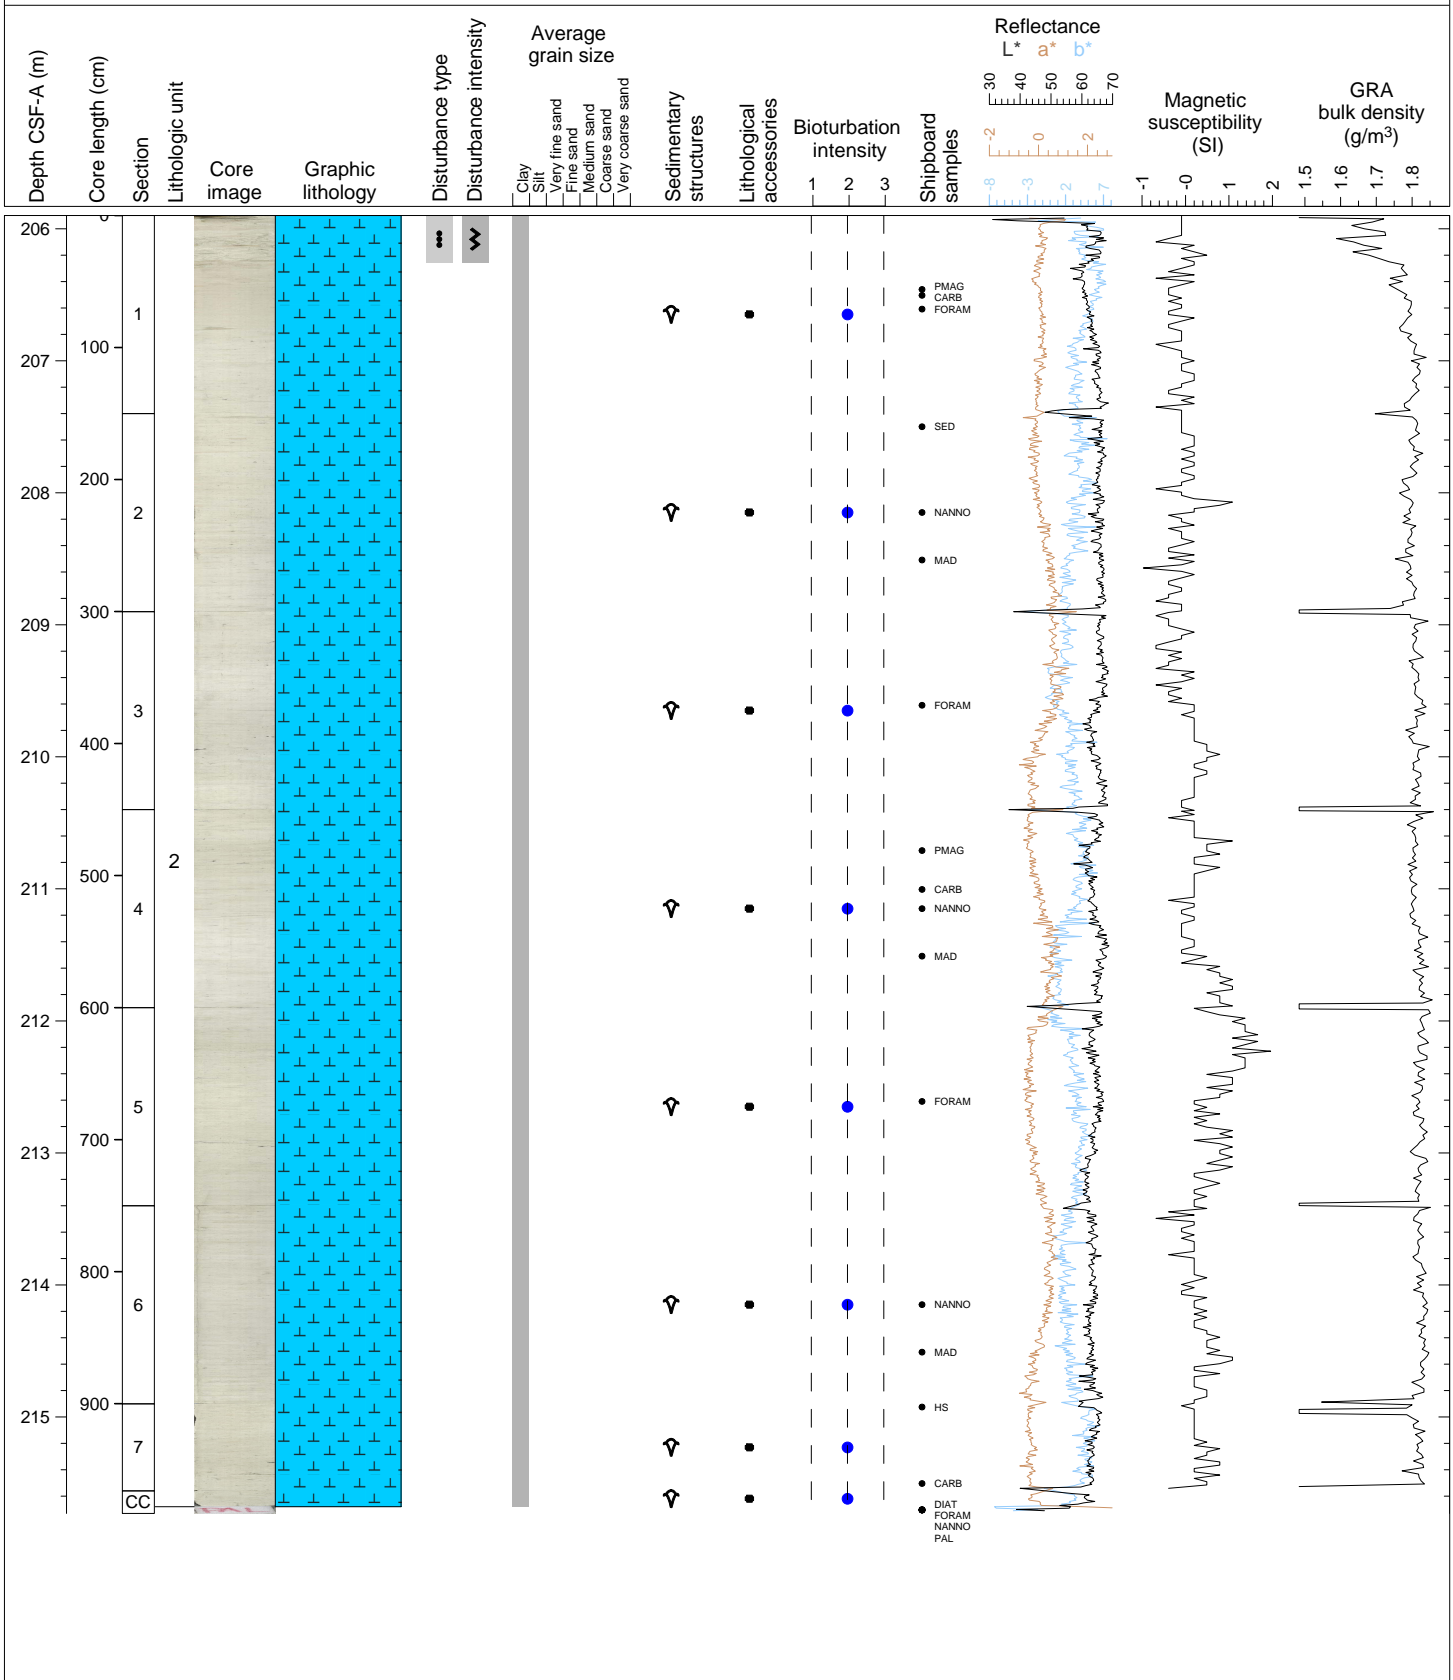 Depth CSF-A (m)
Core length (cm)
Section
Lithologic unit
Core
image
Graphic
lithology
Disturbance type
Disturbance intensity
Average
grain size
Clay
Silt
Very fine sand
Fine sand
Medium sand
Coarse sand
Very coarse sand
Sedimentary
structures
Lithological
accessories
Bioturbation
intensity
1 2 3
Shipboard
samples
Reflectance
L* a* b*
30 40 50 60 70
-2 0 2
-8 -3 2 7
Magnetic
susceptibility
(SI)
-1 -0 1 2
GRA
bulk density
(g/m3)
1.5 1.6 1.7 1.8
0
206
PMAG
CARB
FORAM
1
100
207
SED
200
208
2
NANNO
MAD
300
209
FORAM
3
400
210
PMAG
2
500
211
CARB
4
NANNO
MAD
600
212
FORAM
5
700
213
800
214
6
NANNO
MAD
900
215
HS
7
CARB
CC
DIAT
FORAM
NANNO
PAL